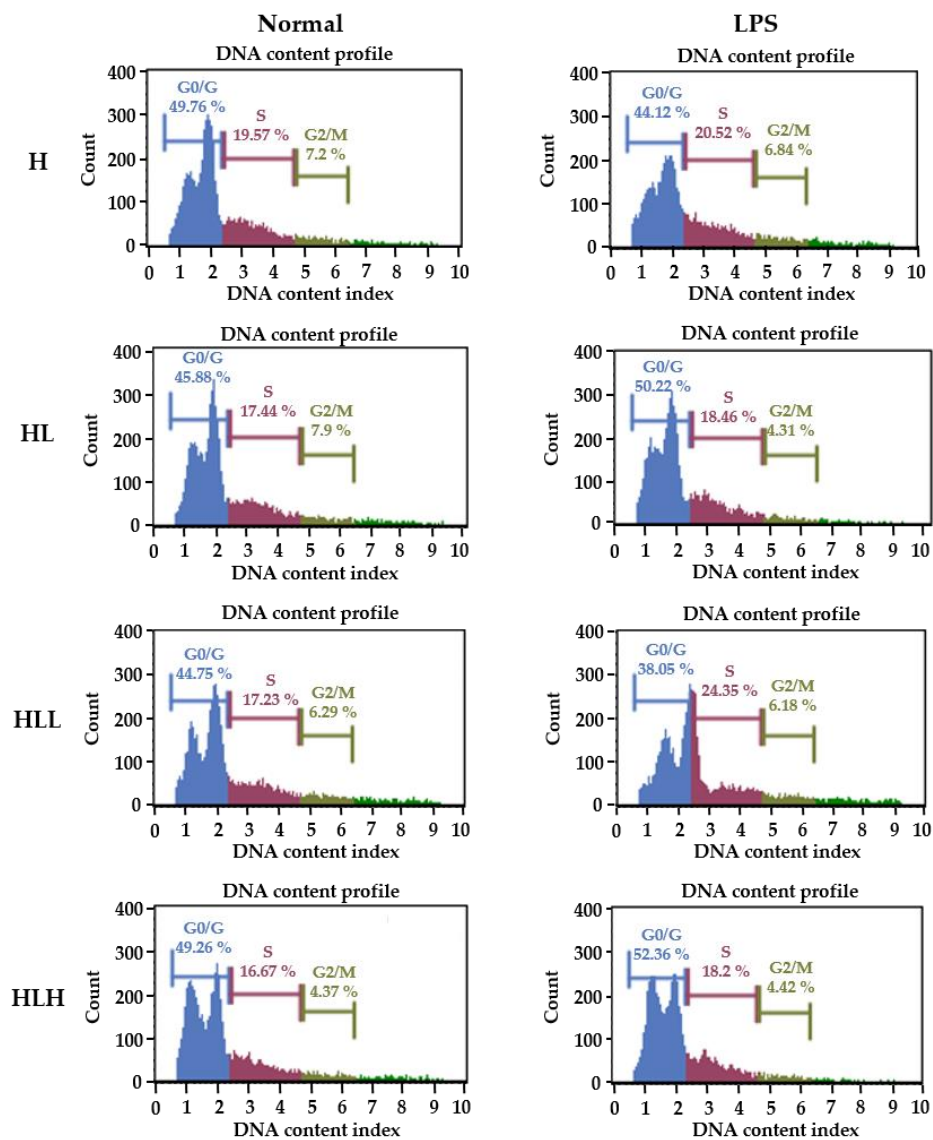 Normal
LPS
DNA content profile
DNA content profile
H
Count
400
300
200
100
0
G0/G
49.76 %
S
19.57 %
G2/M
7.2 %
0 1 2 3 4 5 6 7 8 9 10
DNA content index
Count
400
300
200
100
0
G0/G
44.12 %
S
20.52 %
G2/M
6.84 %
0 1 2 3 4 5 6 7 8 9 10
DNA content index
DNA content profile
DNA content profile
HL
Count
400
300
200
100
0
G0/G
45.88 %
S
17.44 %
G2/M
7.9 %
0 1 2 3 4 5 6 7 8 9 10
DNA content index
Count
400
300
200
100
0
G0/G
50.22 %
S
18.46 %
G2/M
4.31 %
0 1 2 3 4 5 6 7 8 9 10
DNA content index
DNA content profile
DNA content profile
HLL
Count
400
300
200
100
0
G0/G
44.75 %
S
17.23 %
G2/M
6.29 %
0 1 2 3 4 5 6 7 8 9 10
DNA content index
Count
400
300
200
100
0
G0/G
38.05 %
S
24.35 %
G2/M
6.18 %
0 1 2 3 4 5 6 7 8 9 10
DNA content index
DNA content profile
DNA content profile
HLH
Count
400
300
200
100
0
G0/G
49.26 %
S
16.67 %
G2/M
4.37 %
0 1 2 3 4 5 6 7 8 9 10
DNA content index
Count
400
300
200
100
0
G0/G
52.36 %
S
18.2 %
G2/M
4.42 %
0 1 2 3 4 5 6 7 8 9 10
DNA content index